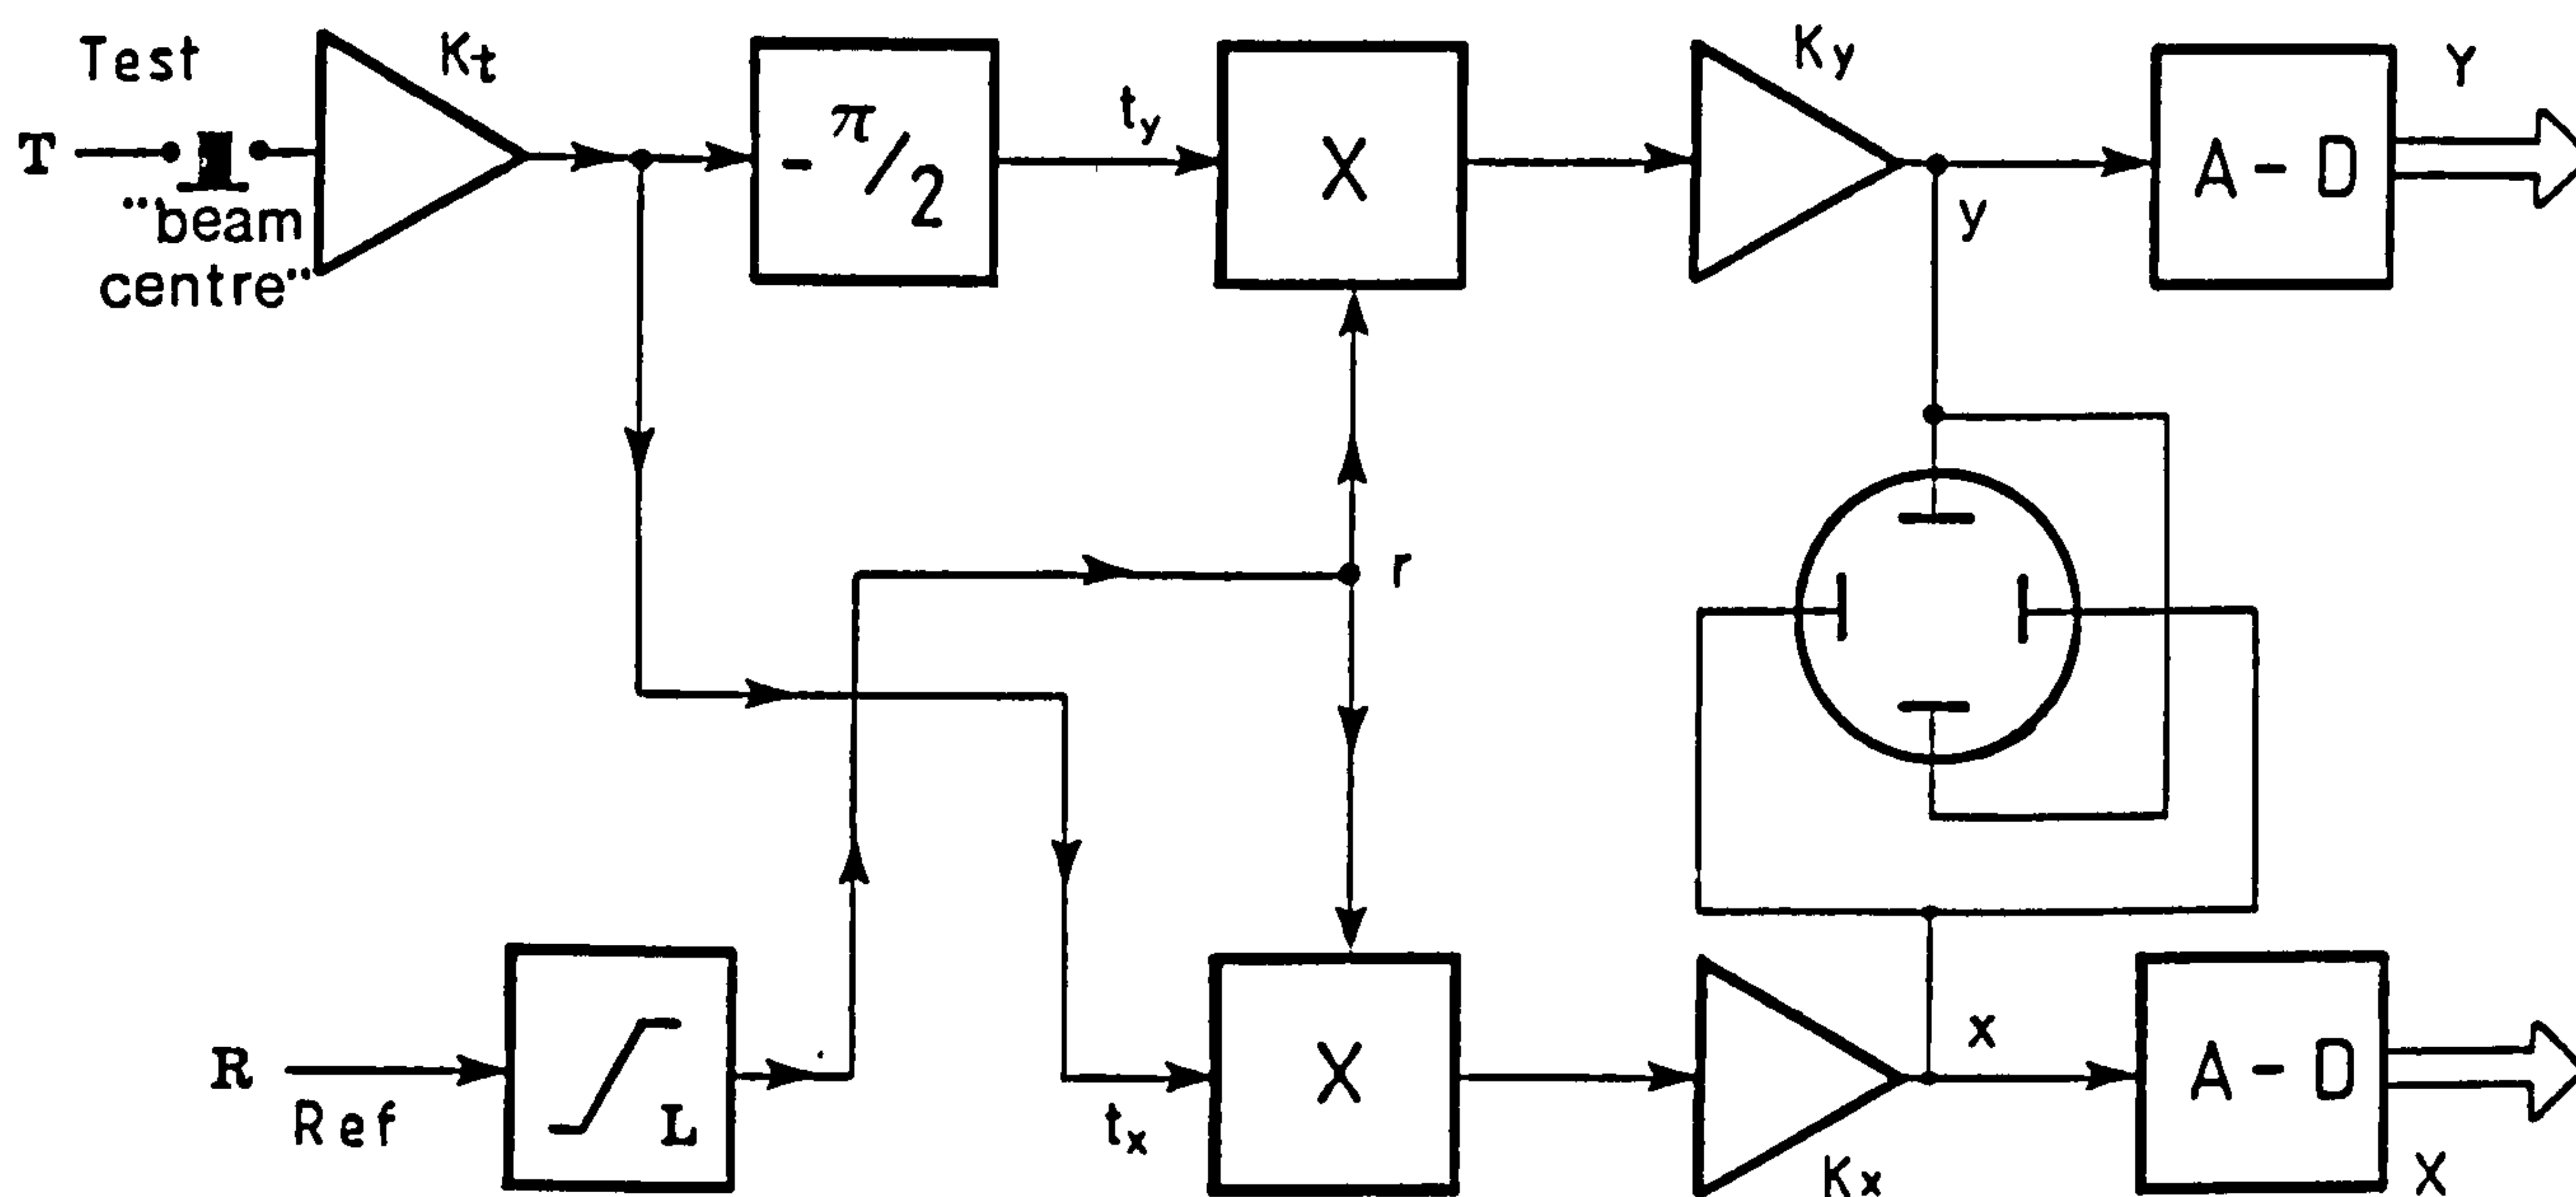 Test
T
"beam
centre"
Kt
- π/2
ty
X
Ky
y
A - D
Y
r
R
Ref
L
tx
X
Kx
x
A - D
X